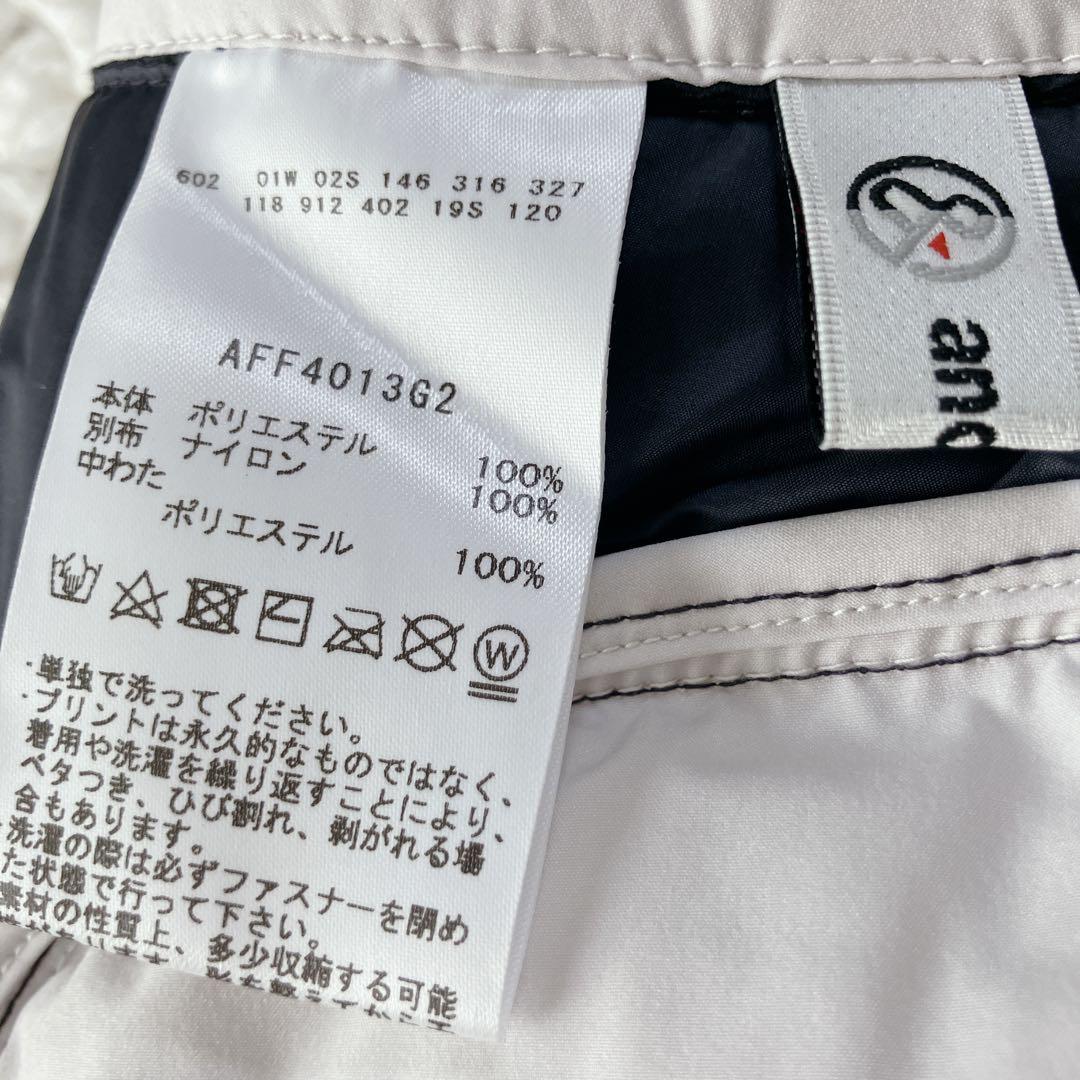 602 01W 02S 146 316 327
118 912 402 19S 120
AFF4013G2
本体 ポリエステル 100%
別布 ナイロン 100%
中わた
ポリエステル 100%
W
・単独で洗ってください。
・プリントは永久的なものではなく、
着用や洗濯を繰り返すことにより、
ベタつき、ひび割れ、剥がれる場
合もあります。
・洗濯の際は必ずファスナーを閉め
た状態で行って下さい。
素材の性質上、多少収縮する可能
and